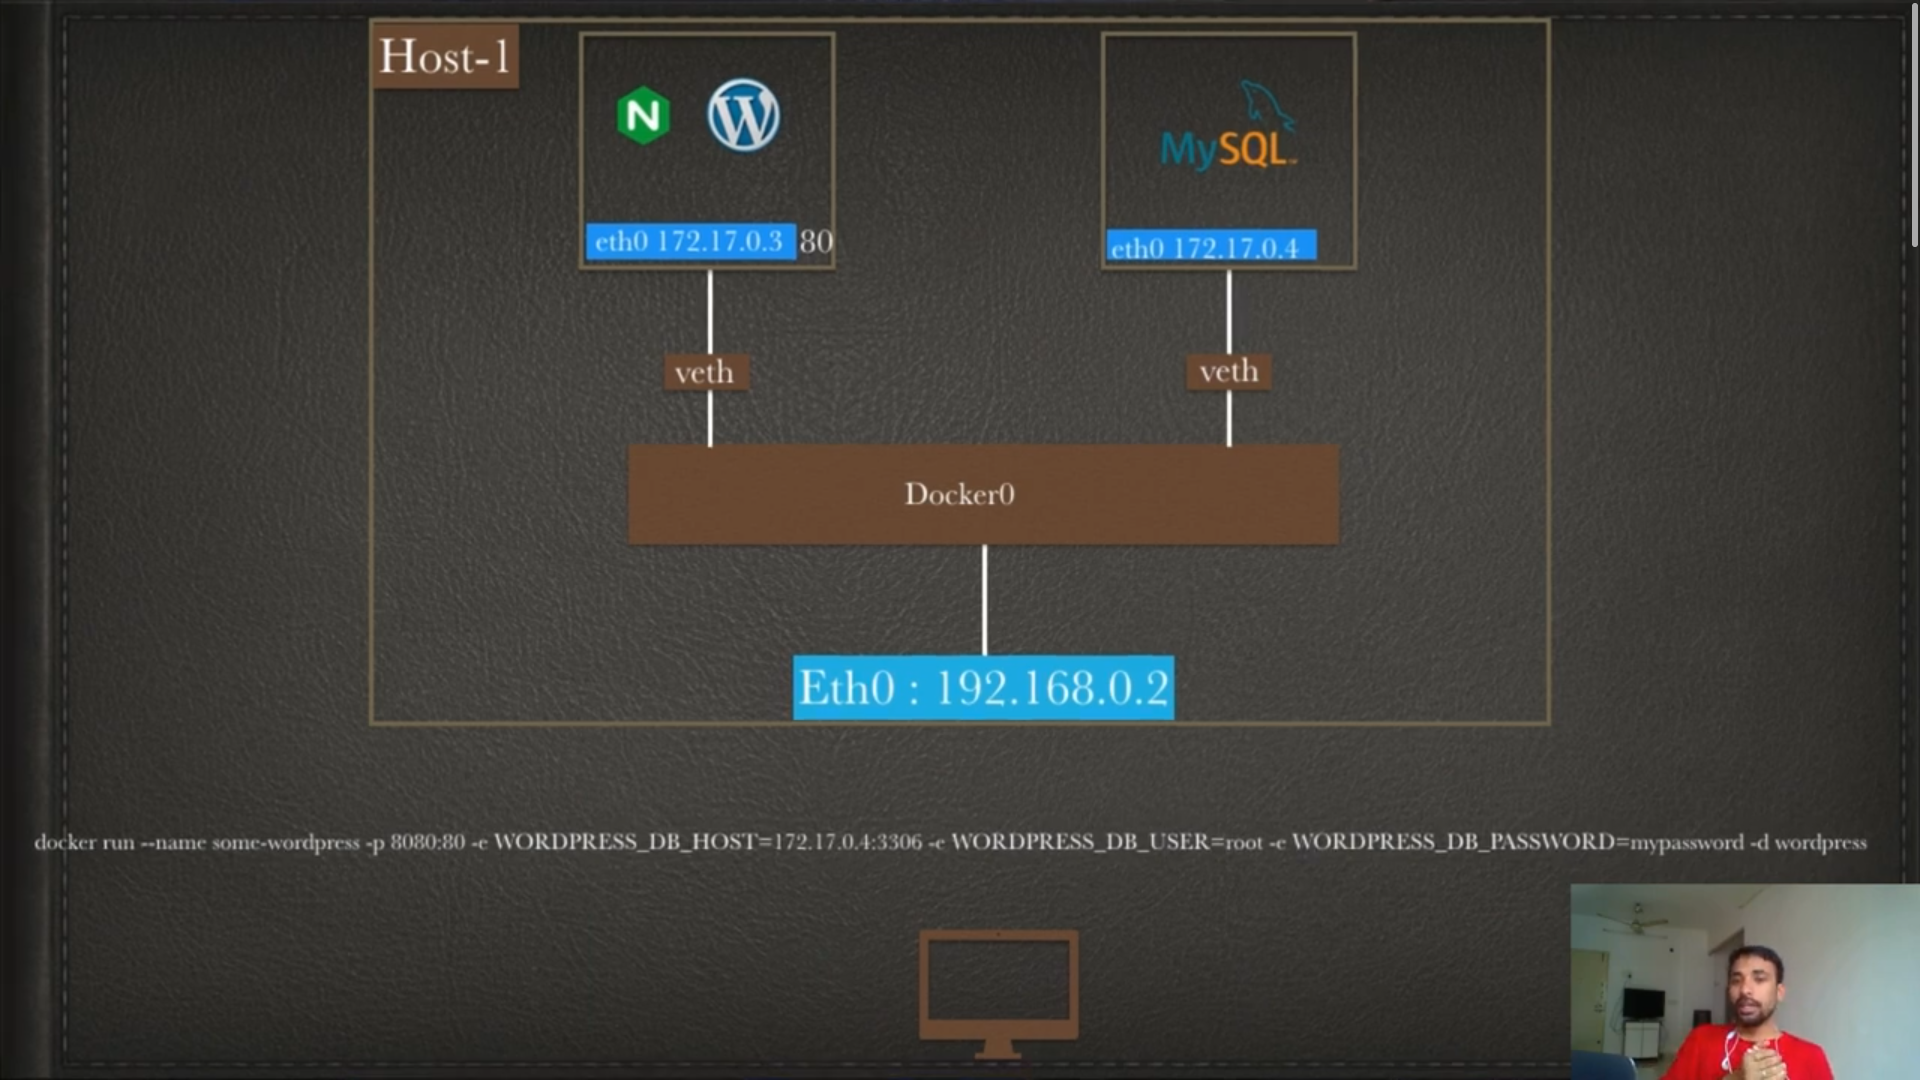 Host-1
N
W
MySQL
eth0 172.17.0.3 80
eth0 172.17.0.4
veth
veth
Docker0
Eth0 : 192.168.0.2
docker run --name some-wordpress -p 8080:80 -e WORDPRESS_DB_HOST=172.17.0.4:3306 -e WORDPRESS_DB_USER=root -e WORDPRESS_DB_PASSWORD=mypassword -d wordpress